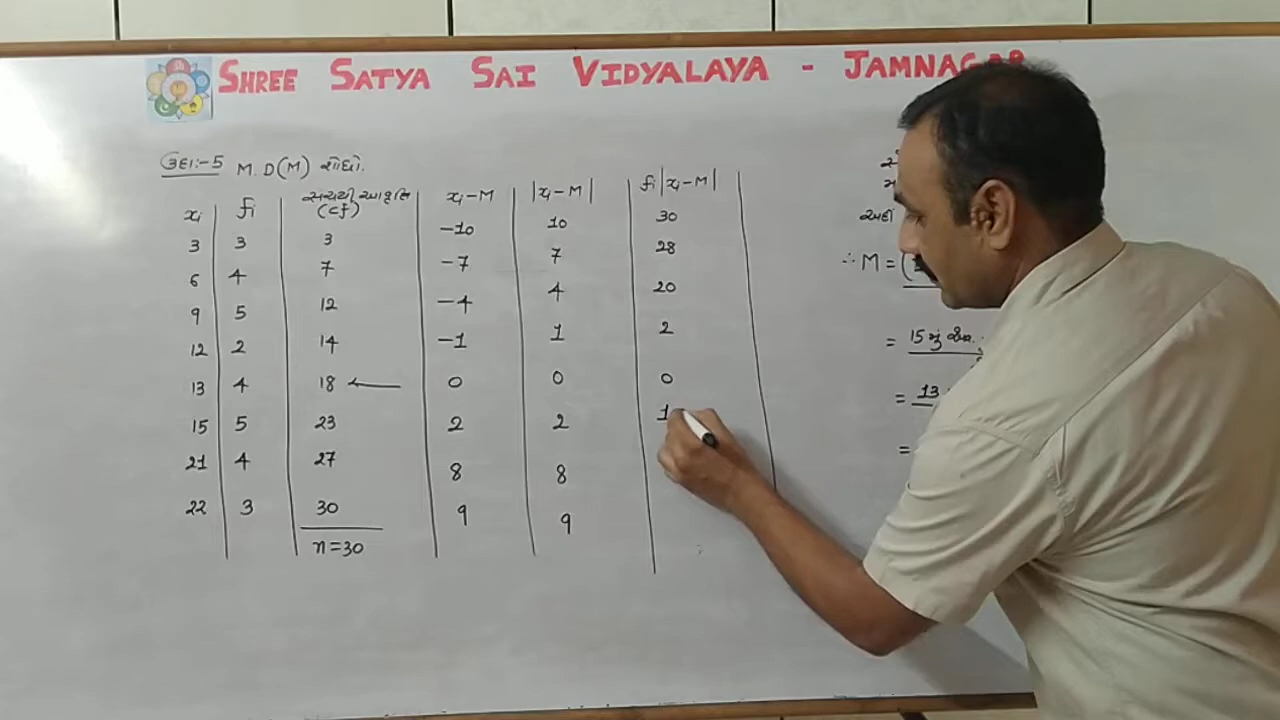 SHREE SATYA SAI VIDYALAYA - JAMNAGAR
ઉદા:-5 M.D(M) શોધો.
xi fi સંચયી આવૃત્તિ (cf) xi-M |xi-M| fi|xi-M|
3 3 3 -10 10 30
6 4 7 -7 7 28
9 5 12 -4 4 20
12 2 14 -1 1 2
13 4 18 ← 0 0 0
15 5 23 2 2 1
21 4 27 8 8
22 3 30 9 9
n=30
∴ M = (
= 15 મું
= 13
=